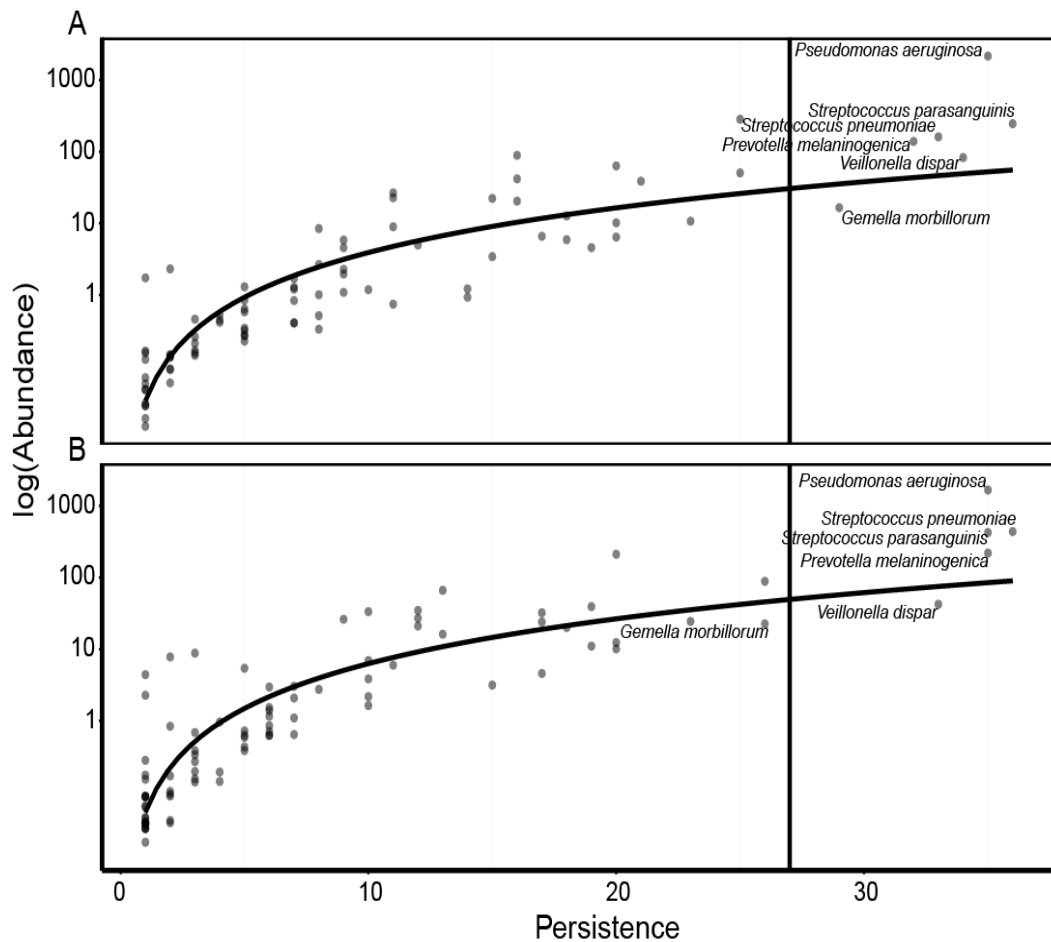 A
1000
100
10
1
Pseudomonas aeruginosa
Streptococcus parasanguinis
Streptococcus pneumoniae
Prevotella melaninogenica
Veillonella dispar
Gemella morbillorum
log(Abundance)
B
1000
100
10
1
Pseudomonas aeruginosa
Streptococcus pneumoniae
Streptococcus parasanguinis
Prevotella melaninogenica
Veillonella dispar
Gemella morbillorum
0
10
20
30
Persistence